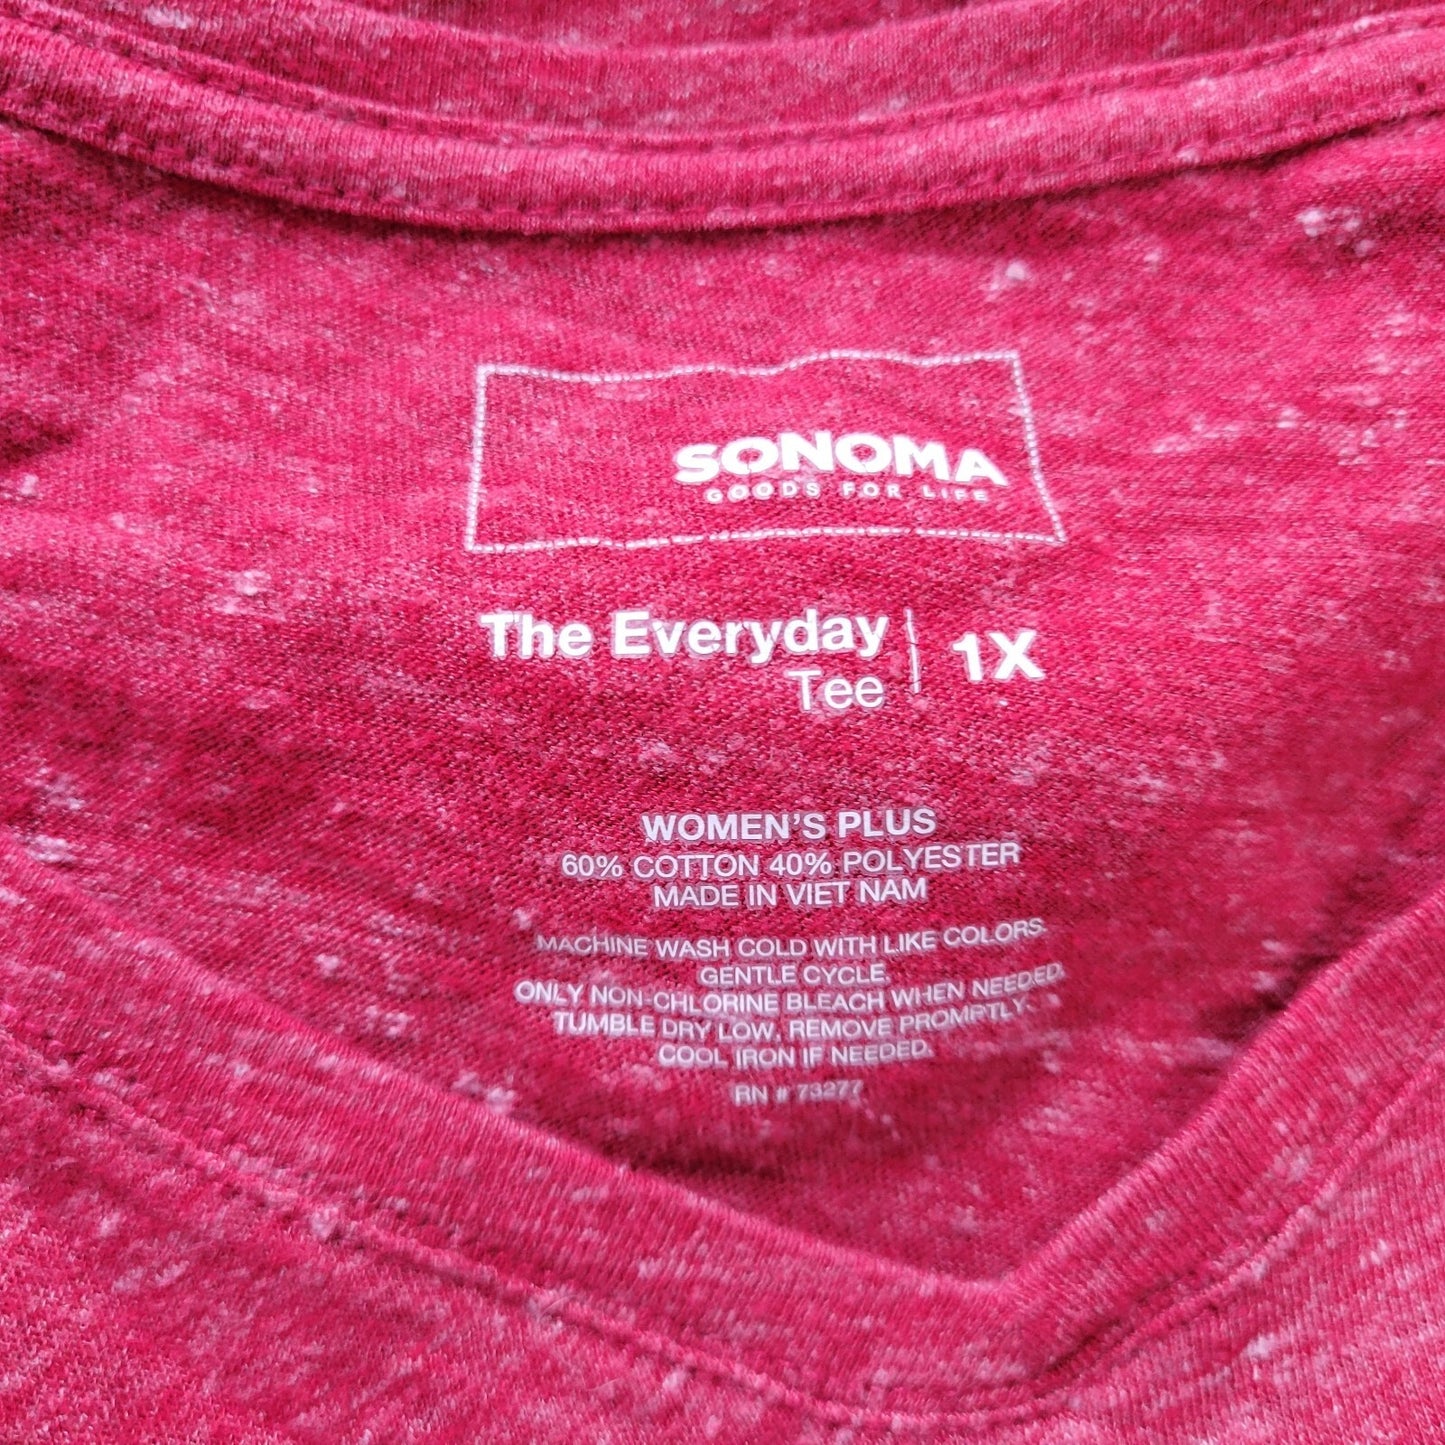 SONOMA
GOODS FOR LIFE
The Everyday
Tee
1X
WOMEN'S PLUS
60% COTTON 40% POLYESTER
MADE IN VIET NAM
MACHINE WASH COLD WITH LIKE COLORS.
GENTLE CYCLE.
ONLY NON-CHLORINE BLEACH WHEN NEEDED.
TUMBLE DRY LOW, REMOVE PROMPTLY.
COOL IRON IF NEEDED.
RN # 73277